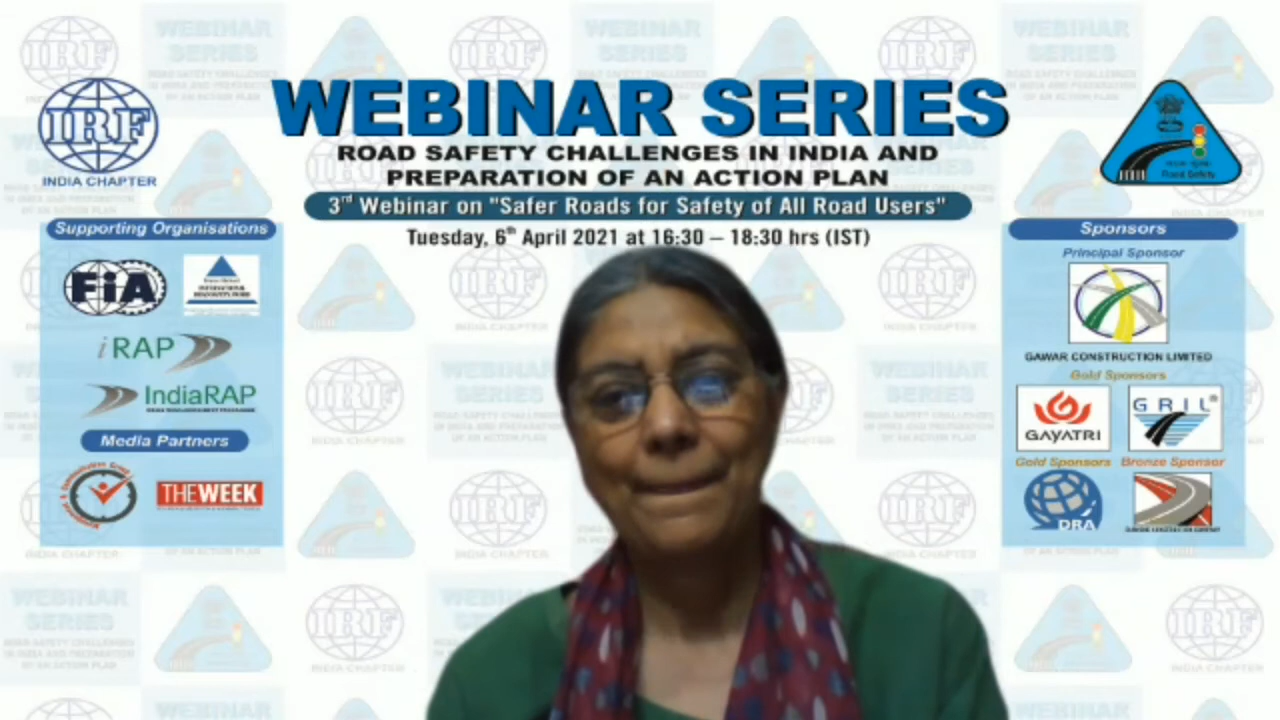 WEBINAR SERIES
ROAD SAFETY CHALLENGES IN INDIA AND
PREPARATION OF AN ACTION PLAN
3rd Webinar on "Safer Roads for Safety of All Road Users"
Tuesday, 6th April 2021 at 16:30 – 18:30 hrs (IST)
IRF
INDIA CHAPTER
Supporting Organisations
FiA
iRAP
IndiaRAP
Media Partners
THE WEEK
Road Safety
Sponsors
Principal Sponsor
GAWAR CONSTRUCTION LIMITED
Gold Sponsors
GAYATRI
GRIL®
Gold Sponsors
Bronze Sponsor
DRA